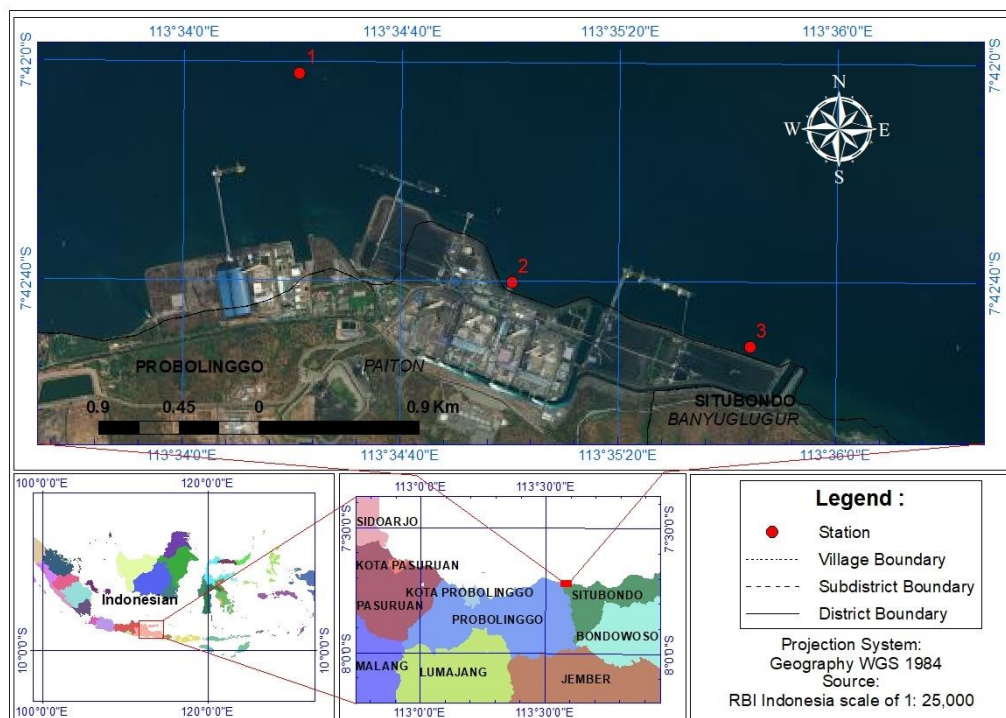 113°34'0"E 113°34'40"E 113°35'20"E 113°36'0"E
7°42'0"S
7°42'0"S
1
N
W E
S
7°42'40"S
7°42'40"S
2
3
PROBOLINGGO
PAITON
SITUBONDO
BANYUGLUGUR
0.9 0.45 0 0.9 Km
113°34'0"E 113°34'40"E 113°35'20"E 113°36'0"E
100°0'0"E 120°0'0"E
Indonesian
10°0'0"S
10°0'0"S
100°0'0"E 120°0'0"E
113°0'0"E 113°30'0"E
7°30'0"S
7°30'0"S
SIDOARJO
KOTA PASURUAN
KOTA PROBOLINGGO
PASURUAN
PROBOLINGGO
SITUBONDO
BONDOWOSO
8°0'0"S
8°0'0"S
MALANG
LUMAJANG
JEMBER
113°0'0"E 113°30'0"E
Legend :
Station
Village Boundary
Subdistrict Boundary
District Boundary
Projection System:
Geography WGS 1984
Source:
RBI Indonesia scale of 1: 25,000